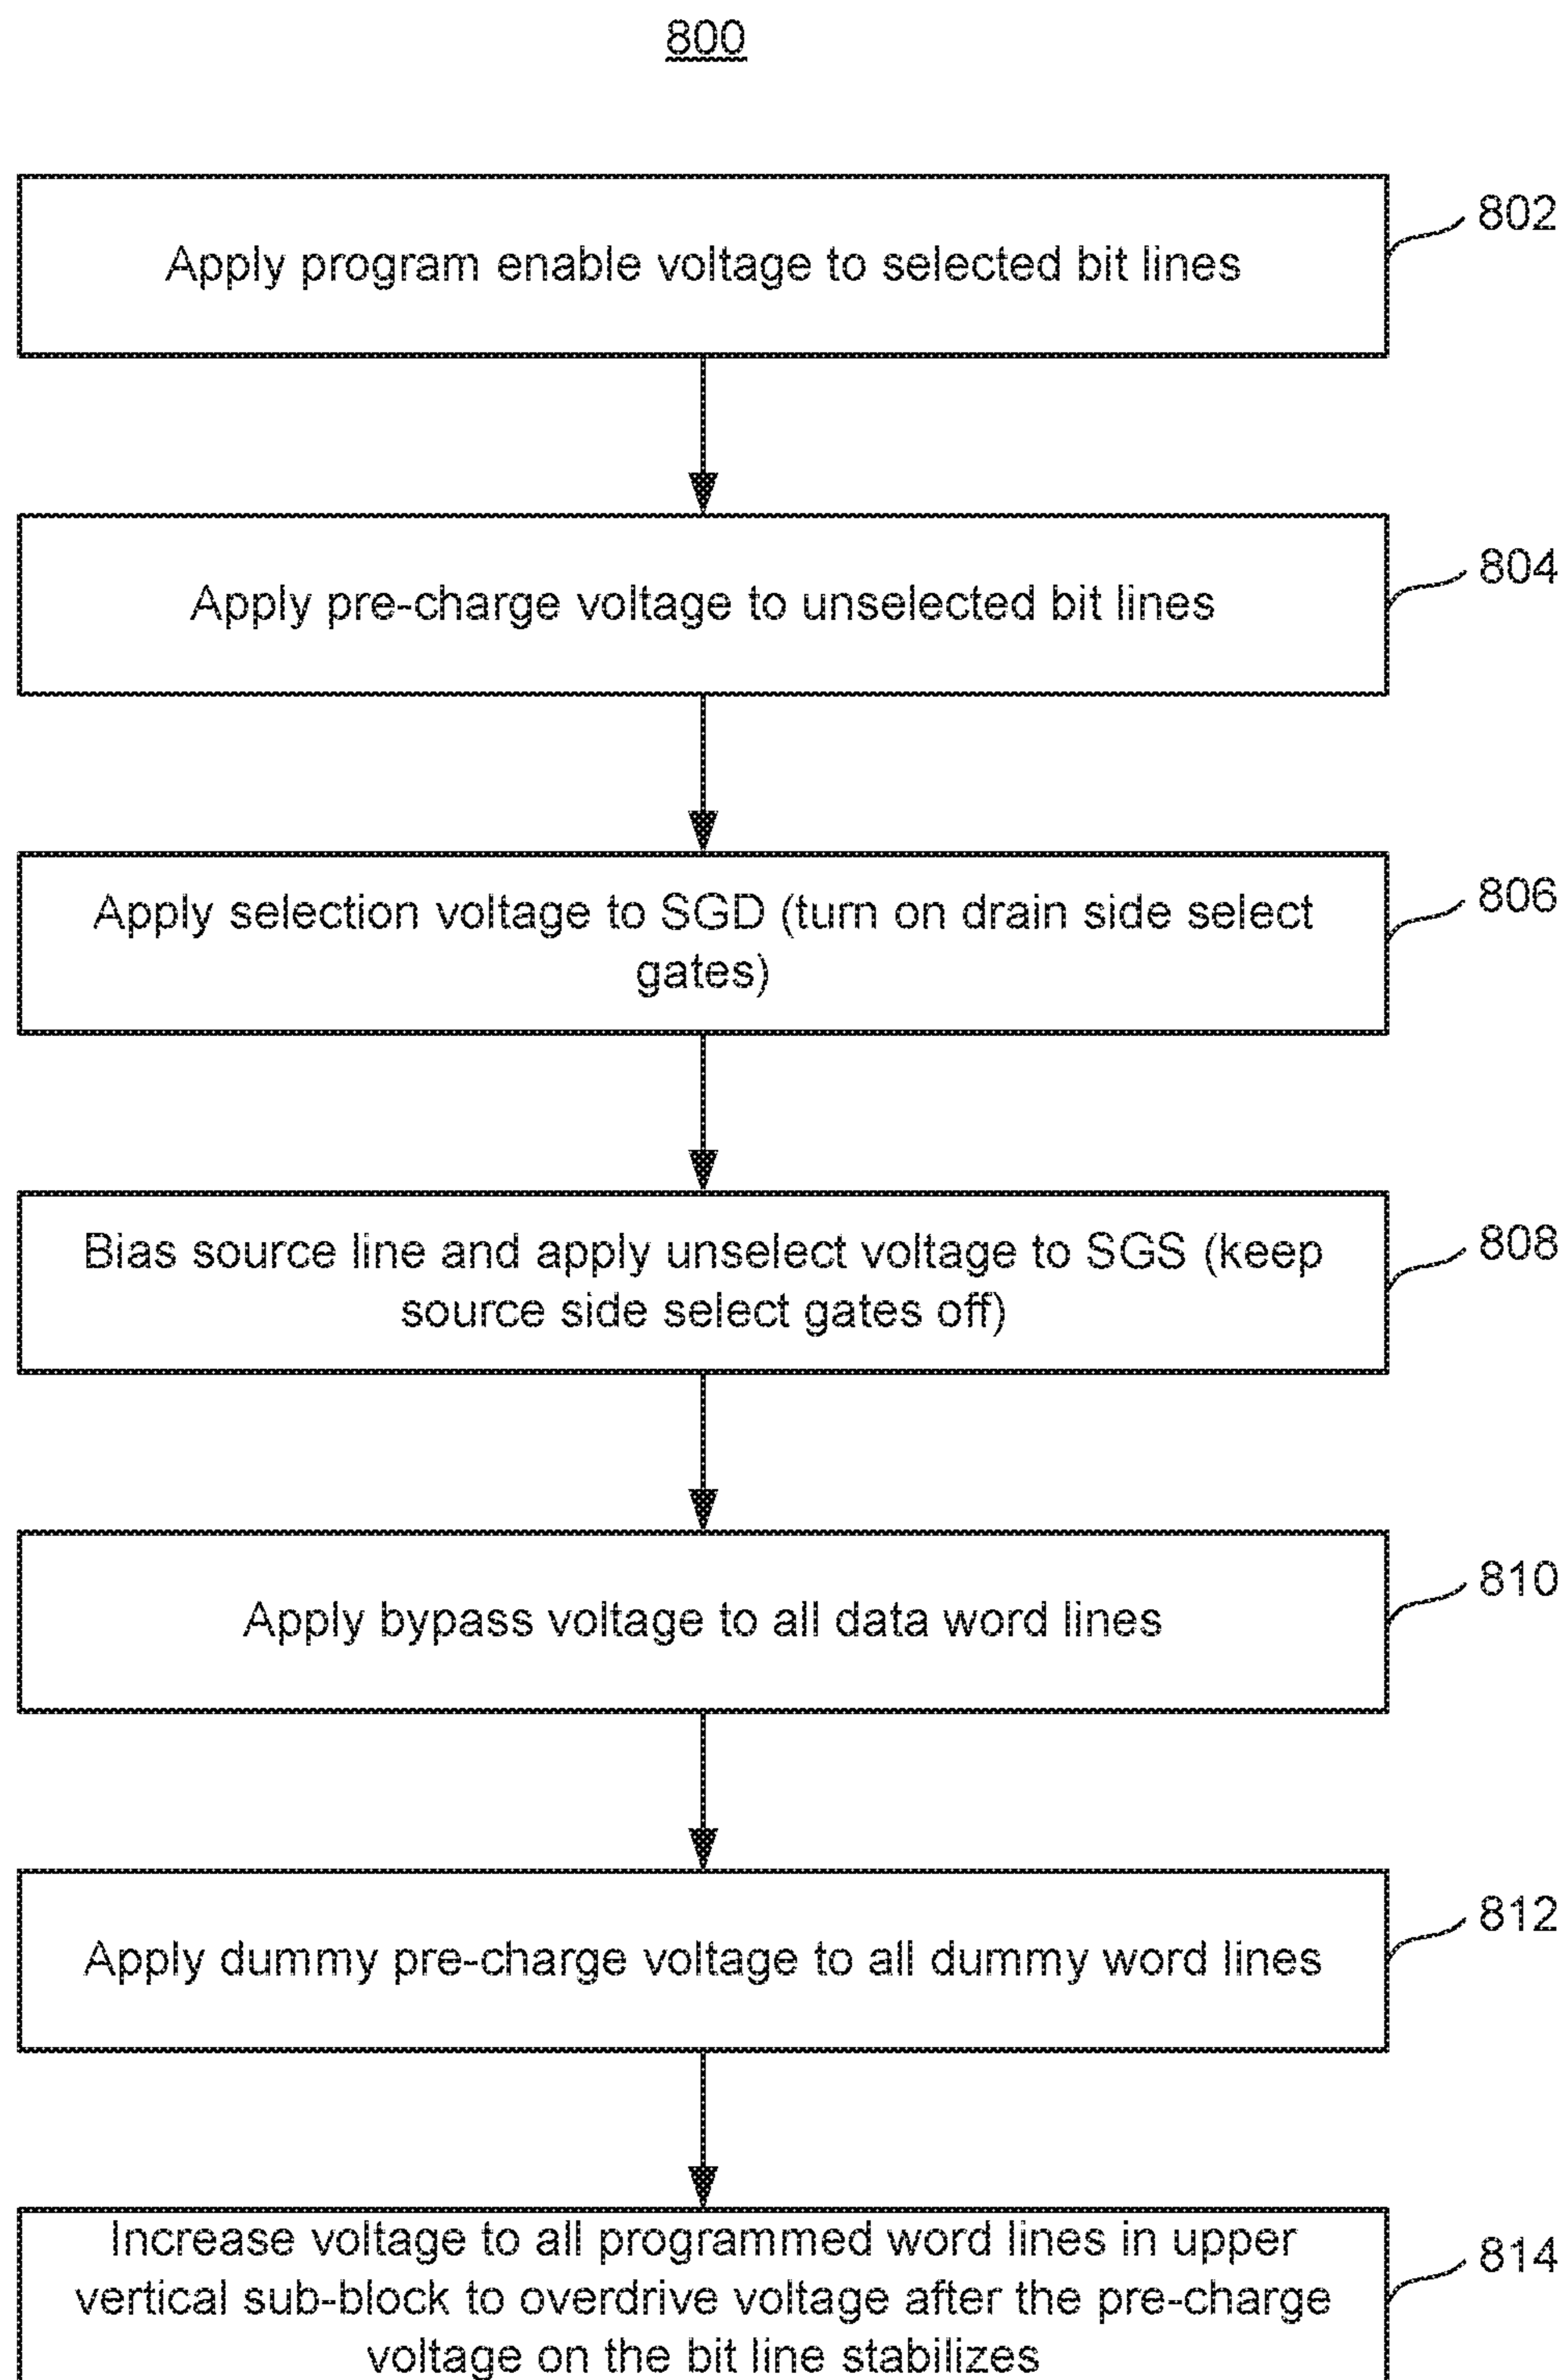 800
Apply program enable voltage to selected bit lines
802
Apply pre-charge voltage to unselected bit lines
804
Apply selection voltage to SGD (turn on drain side select
gates)
806
Bias source line and apply unselect voltage to SGS (keep
source side select gates off)
808
Apply bypass voltage to all data word lines
810
Apply dummy pre-charge voltage to all dummy word lines
812
Increase voltage to all programmed word lines in upper
vertical sub-block to overdrive voltage after the pre-charge
voltage on the bit line stabilizes
814